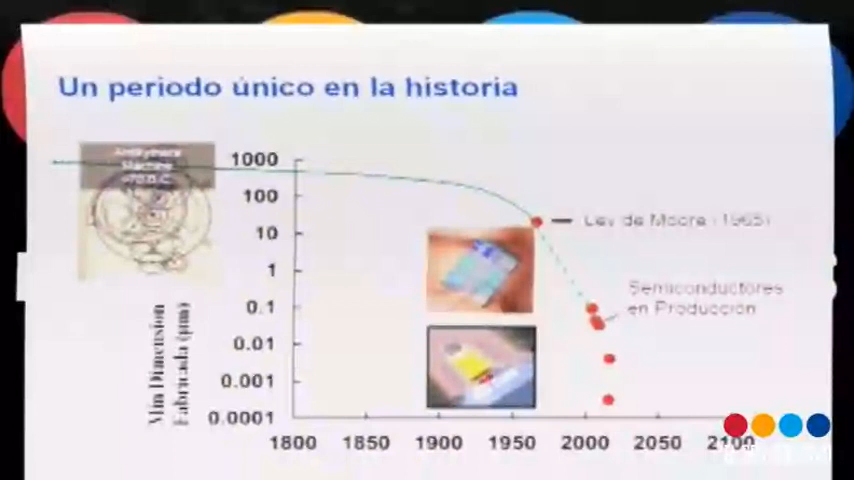 Un periodo único en la historia
Antikythera
Machine
1000
100
10
1
0.1
0.01
0.001
0.0001
Min Dimension
Fabricada (μm)
Ley de Moore (1965)
Semiconductores
en Producción
1800
1850
1900
1950
2000
2050
2100